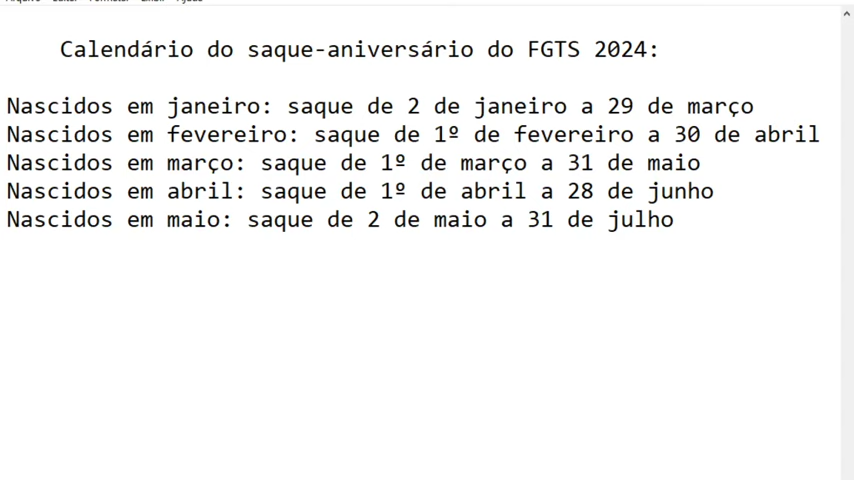 Calendário do saque-aniversário do FGTS 2024:
Nascidos em janeiro: saque de 2 de janeiro a 29 de março
Nascidos em fevereiro: saque de 1º de fevereiro a 30 de abril
Nascidos em março: saque de 1º de março a 31 de maio
Nascidos em abril: saque de 1º de abril a 28 de junho
Nascidos em maio: saque de 2 de maio a 31 de julho